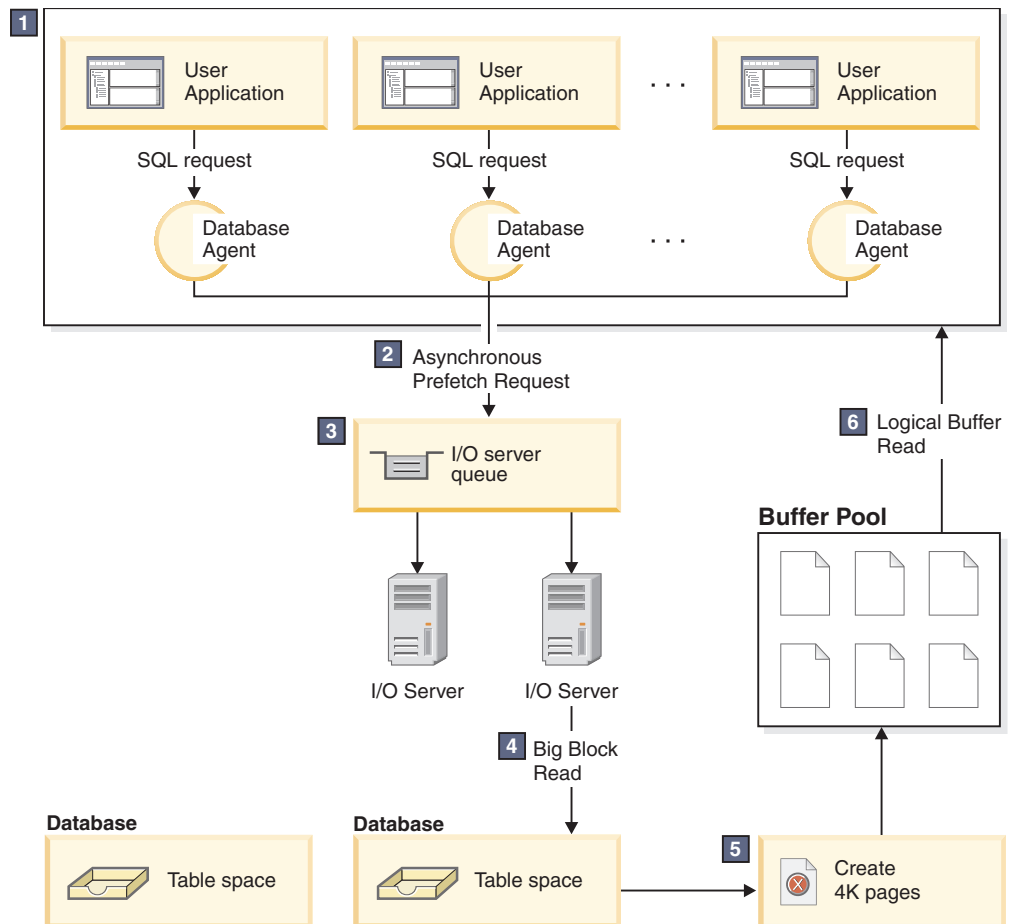 1
User
Application
User
Application
. . .
User
Application
SQL request
SQL request
SQL request
Database
Agent
Database
Agent
. . .
Database
Agent
2
Asynchronous
Prefetch Request
3
I/O server
queue
6
Logical Buffer
Read
Buffer Pool
I/O Server
I/O Server
4
Big Block
Read
Database
Table space
Database
Table space
5
Create
4K pages